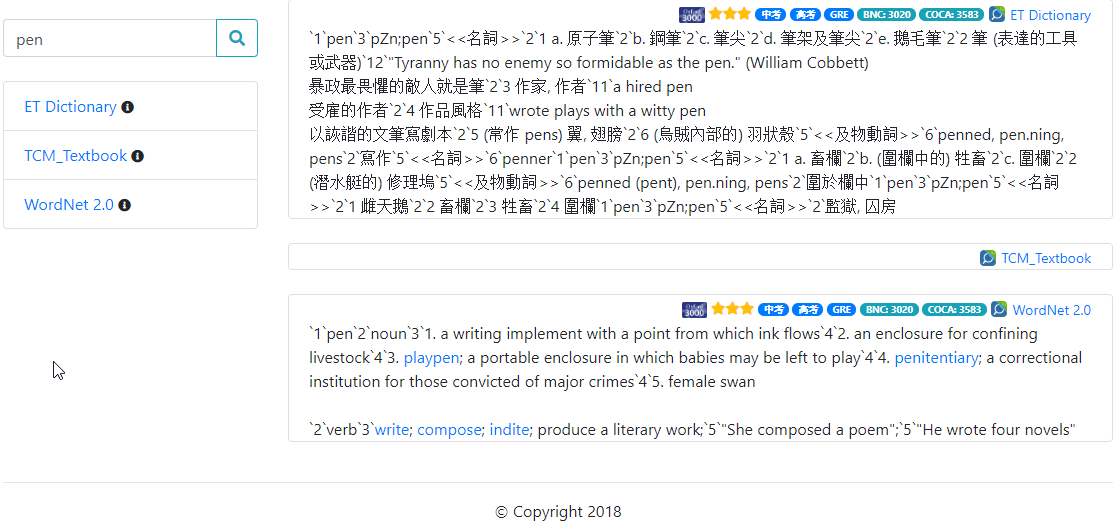 pen
ET Dictionary
TCM_Textbook
WordNet 2.0
Oxford 3000 中考 高考 GRE BNC: 3020 COCA: 3583 ET Dictionary
`1`pen`3`pZn;pen`5`<<名詞>>`2`1 a. 原子筆`2`b. 鋼筆`2`c. 筆尖`2`d. 筆架及筆尖`2`e. 鵝毛筆`2`2 筆 (表達的工具
或武器)`12`"Tyranny has no enemy so formidable as the pen." (William Cobbett)
暴政最畏懼的敵人就是筆`2`3 作家, 作者`11`a hired pen
受雇的作者`2`4 作品風格`11`wrote plays with a witty pen
以詼諧的文筆寫劇本`2`5 (常作 pens) 翼, 翅膀`2`6 (烏賊內部的) 羽狀殼`5`<<及物動詞>>`6`penned, pen.ning,
pens`2`寫作`5`<<名詞>>`6`penner`1`pen`3`pZn;pen`5`<<名詞>>`2`1 a. 畜欄`2`b. (圍欄中的) 牲畜`2`c. 圍欄`2`2
(潛水艇的) 修理塢`5`<<及物動詞>>`6`penned (pent), pen.ning, pens`2`圍於欄中`1`pen`3`pZn;pen`5`<<名詞
>>`2`1 雌天鵝`2`2 畜欄`2`3 牲畜`2`4 圍欄`1`pen`3`pZn;pen`5`<<名詞>>`2`監獄, 囚房
TCM_Textbook
Oxford 3000 中考 高考 GRE BNC: 3020 COCA: 3583 WordNet 2.0
`1`pen`2`noun`3`1. a writing implement with a point from which ink flows`4`2. an enclosure for confining
livestock`4`3. playpen; a portable enclosure in which babies may be left to play`4`4. penitentiary; a correctional
institution for those convicted of major crimes`4`5. female swan
`2`verb`3`write; compose; indite; produce a literary work;`5`"She composed a poem";`5`"He wrote four novels"
© Copyright 2018